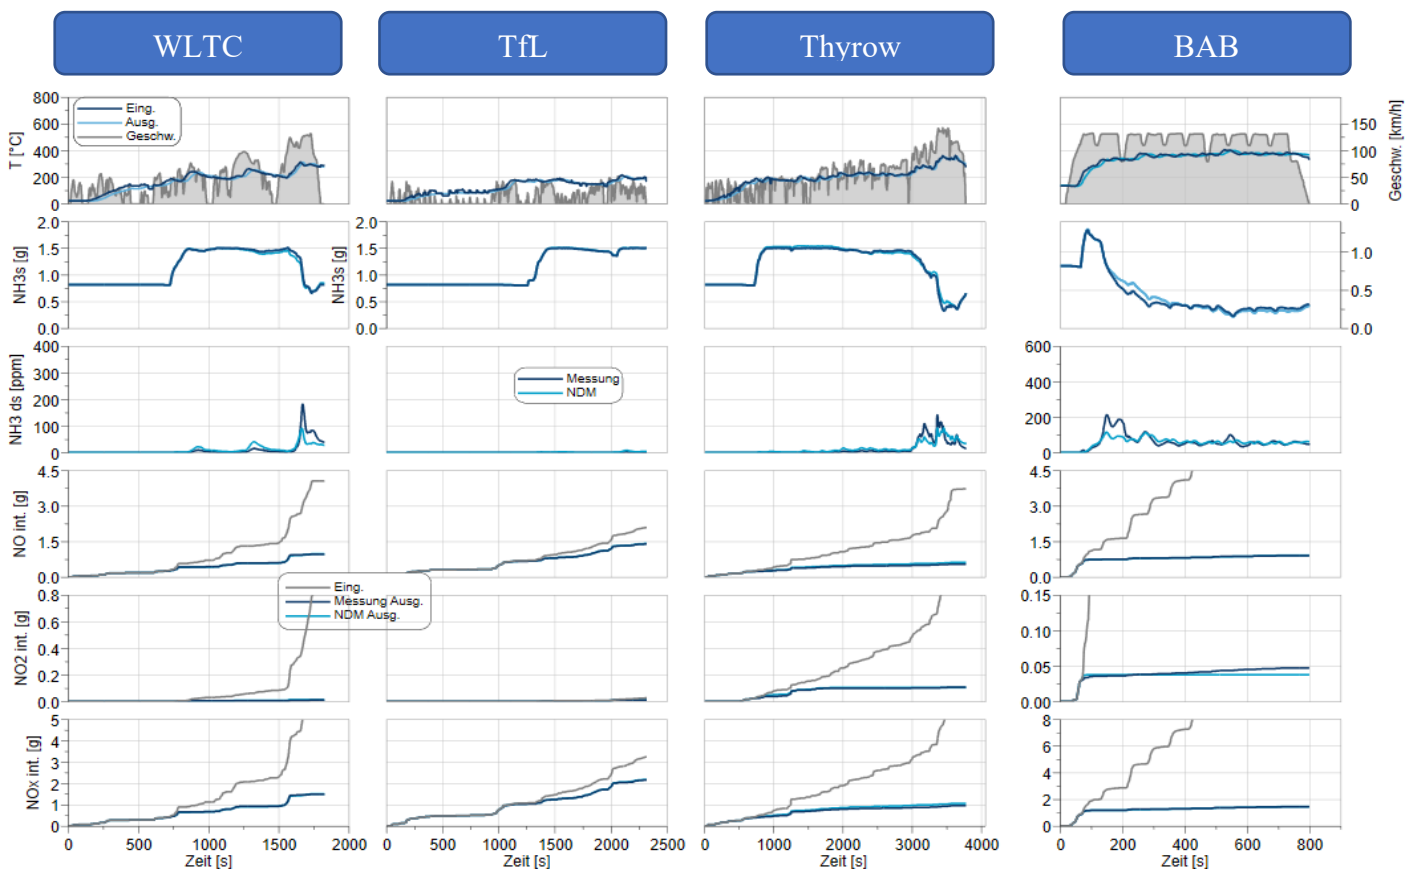 WLTC TfL Thyrow BAB
800
600
400
200
0
T [°C]
Eing.
Ausg.
Geschw.
150
100
50
0
Geschw. [km/h]
2.0
1.5
1.0
0.5
0.0
NH3s [g]
2.0
1.5
1.0
0.5
0.0
NH3s [g]
1.0
0.5
0.0
400
300
200
100
0
NH3 ds [ppm]
Messung
NDM
600
400
200
0
4.5
3.0
1.5
0.0
NO int. [g]
4.5
3.0
1.5
0.0
Eing.
Messung Ausg.
NDM Ausg.
0.8
0.6
0.4
0.2
0.0
NO2 int. [g]
0.15
0.10
0.05
0.00
5
4
3
2
1
0
NOx int. [g]
8
6
4
2
0
0 500 1000 1500 2000
Zeit [s]
0 500 1000 1500 2000 2500
Zeit [s]
0 1000 2000 3000 4000
Zeit [s]
0 200 400 600 800
Zeit [s]